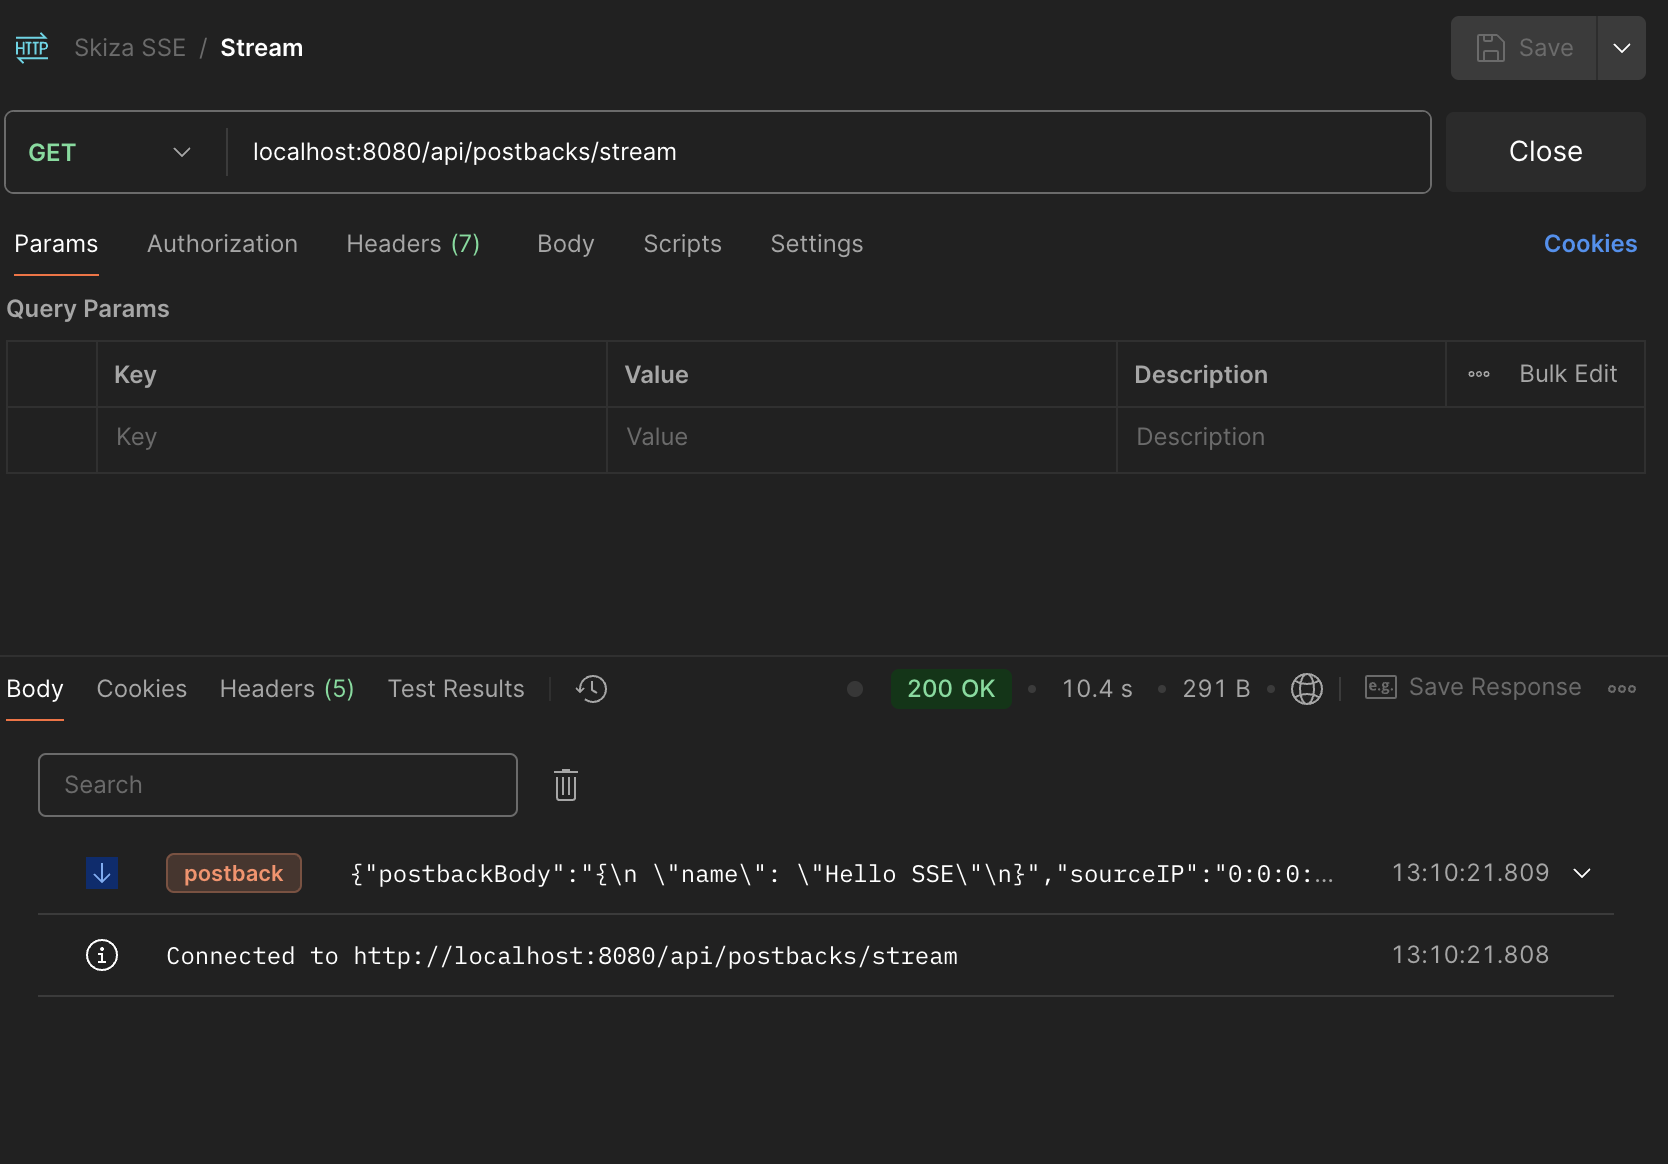 HTTP Skiza SSE / Stream Save
GET localhost:8080/api/postbacks/stream Close
Params Authorization Headers (7) Body Scripts Settings Cookies
Query Params
Key Value Description Bulk Edit
Key Value Description
Body Cookies Headers (5) Test Results 200 OK 10.4 s 291 B e.g. Save Response
Search
postback {"postbackBody":"{\n \"name\": \"Hello SSE\"\n}","sourceIP":"0:0:0:... 13:10:21.809
Connected to http://localhost:8080/api/postbacks/stream 13:10:21.808